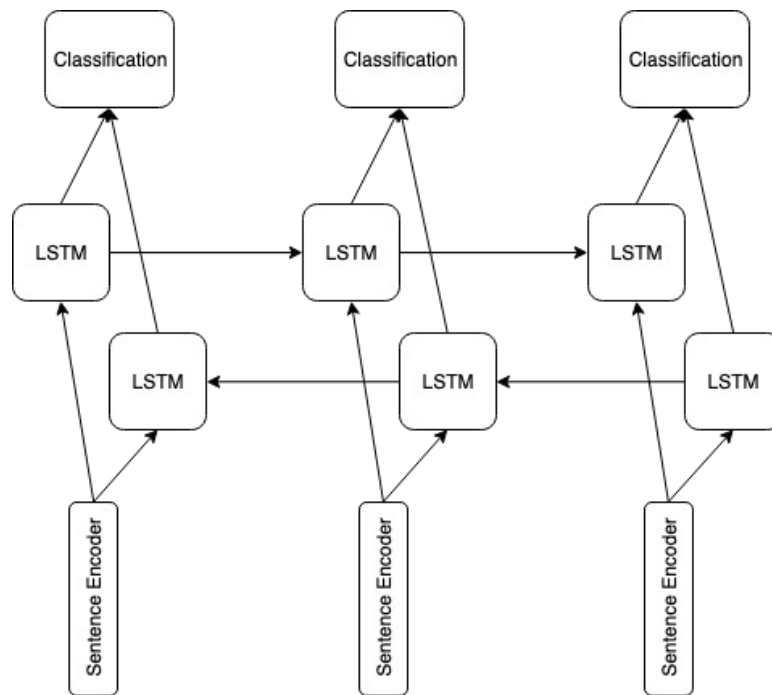 Classification
Classification
Classification
LSTM
LSTM
LSTM
LSTM
LSTM
LSTM
Sentence Encoder
Sentence Encoder
Sentence Encoder